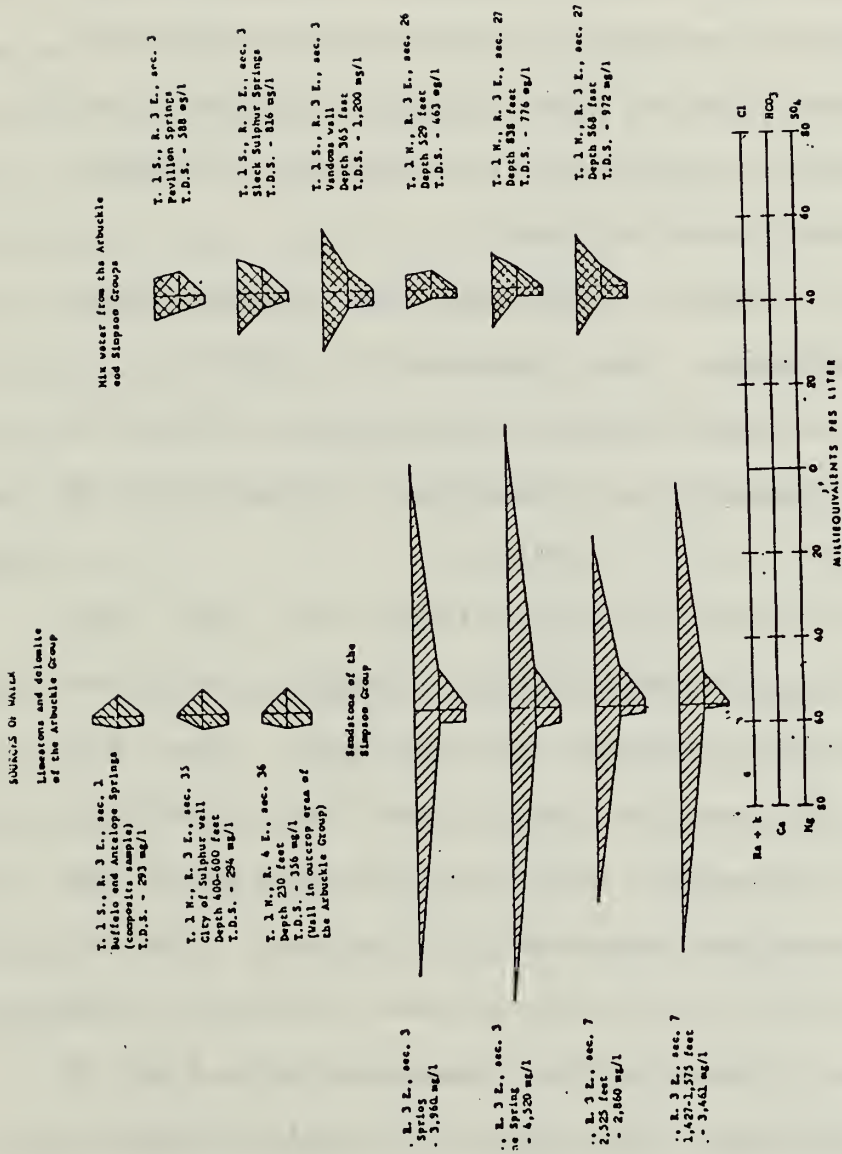 SOURCES OF WATER
Limestone and dolomite
of the Arbuckle Group
T. 1 S., R. 3 E., sec. 1
Buffalo and Antelope Springs
(composite sample)
T.D.S. - 293 mg/l
T. 1 N., R. 3 E., sec. 35
City of Sulphur well
Depth 400-600 feet
T.D.S. - 294 mg/l
T. 1 N., R. 4 E., sec. 36
Depth 230 feet
T.D.S. - 356 mg/l
(Well in outcrop area of
the Arbuckle Group)
Sandstone of the
Simpson Group
., R. 3 E., sec. 3
Spring
- 3,960 mg/l
., R. 3 E., sec. 3
ne Spring
- 4,520 mg/l
., R. 3 E., sec. 7
2,525 feet
- 2,860 mg/l
., R. 3 E., sec. 7
1,427-1,575 feet
- 3,461 mg/l
Mix water from the Arbuckle
and Simpson Groups
T. 1 S., R. 3 E., sec. 3
Pavilion Springs
T.D.S. - 588 mg/l
T. 1 S., R. 3 E., sec. 3
Black Sulphur Springs
T.D.S. - 816 mg/l
T. 1 S., R. 3 E., sec. 3
Vendome well
Depth 365 feet
T.D.S. - 1,200 mg/l
T. 1 N., R. 3 E., sec. 26
Depth 529 feet
T.D.S. - 463 mg/l
T. 1 N., R. 3 E., sec. 27
Depth 838 feet
T.D.S. - 776 mg/l
T. 1 N., R. 3 E., sec. 27
Depth 568 feet
T.D.S. - 972 mg/l
Na + k Cl
Ca HCO3
Mg SO4
80 60 40 20 0 20 40 60 80
MILLIEQUIVALENTS PER LITER